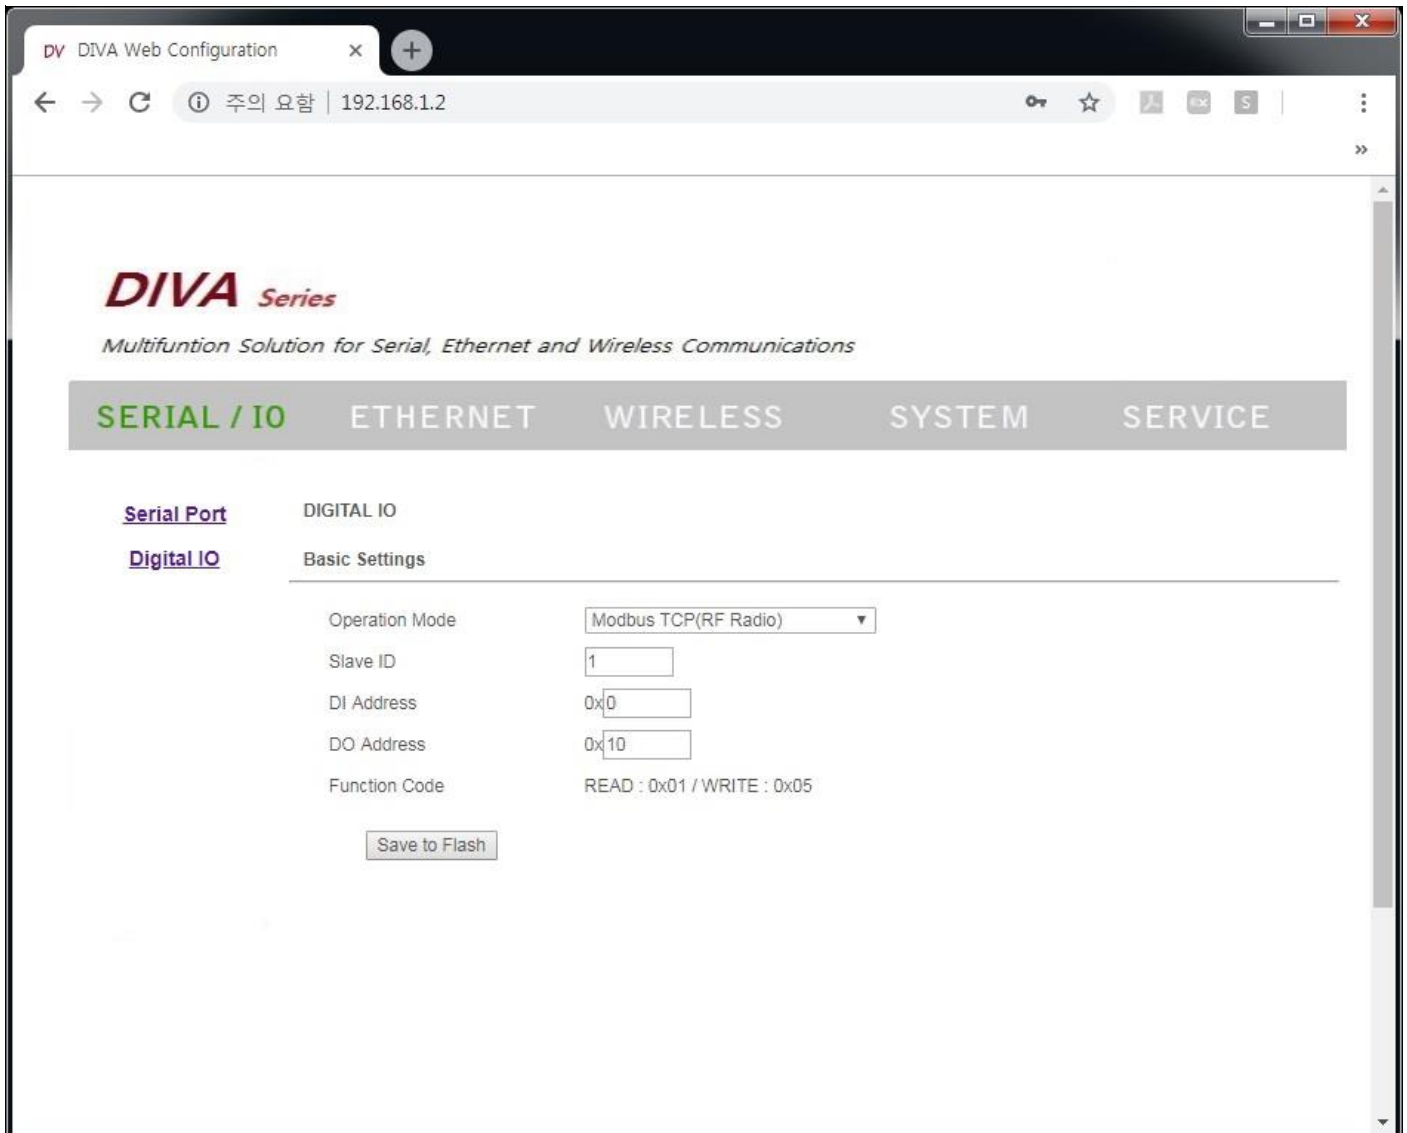 DV DIVA Web Configuration
주의 요함 | 192.168.1.2
DIVA Series
Multifuntion Solution for Serial, Ethernet and Wireless Communications
SERIAL / IO ETHERNET WIRELESS SYSTEM SERVICE
Serial Port
DIGITAL IO
Digital IO
Basic Settings
Operation Mode Modbus TCP(RF Radio)
Slave ID 1
DI Address 0x0
DO Address 0x10
Function Code READ : 0x01 / WRITE : 0x05
Save to Flash